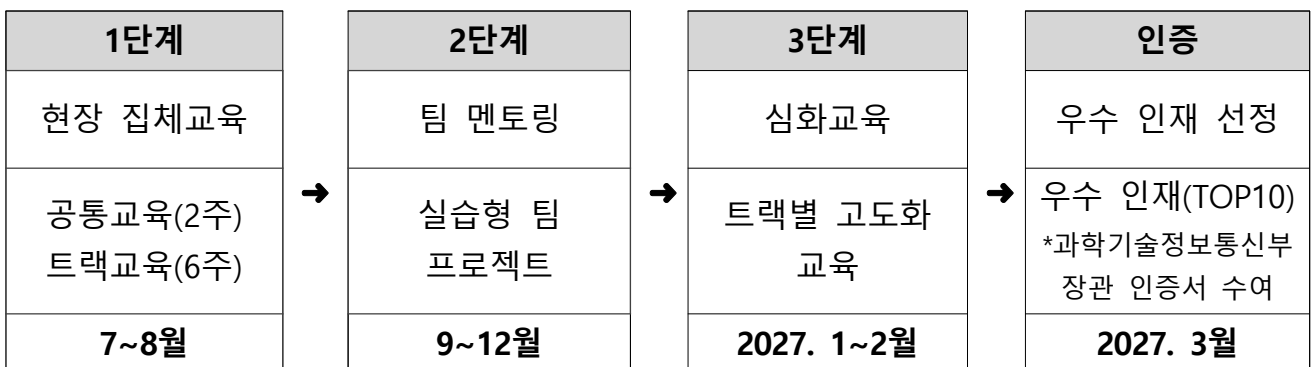 1단계
현장 집체교육
공통교육(2주)
트랙교육(6주)
7~8월
➜
2단계
팀 멘토링
실습형 팀
프로젝트
9~12월
➜
3단계
심화교육
트랙별 고도화
교육
2027. 1~2월
➜
인증
우수 인재 선정
우수 인재(TOP10)
*과학기술정보통신부
장관 인증서 수여
2027. 3월